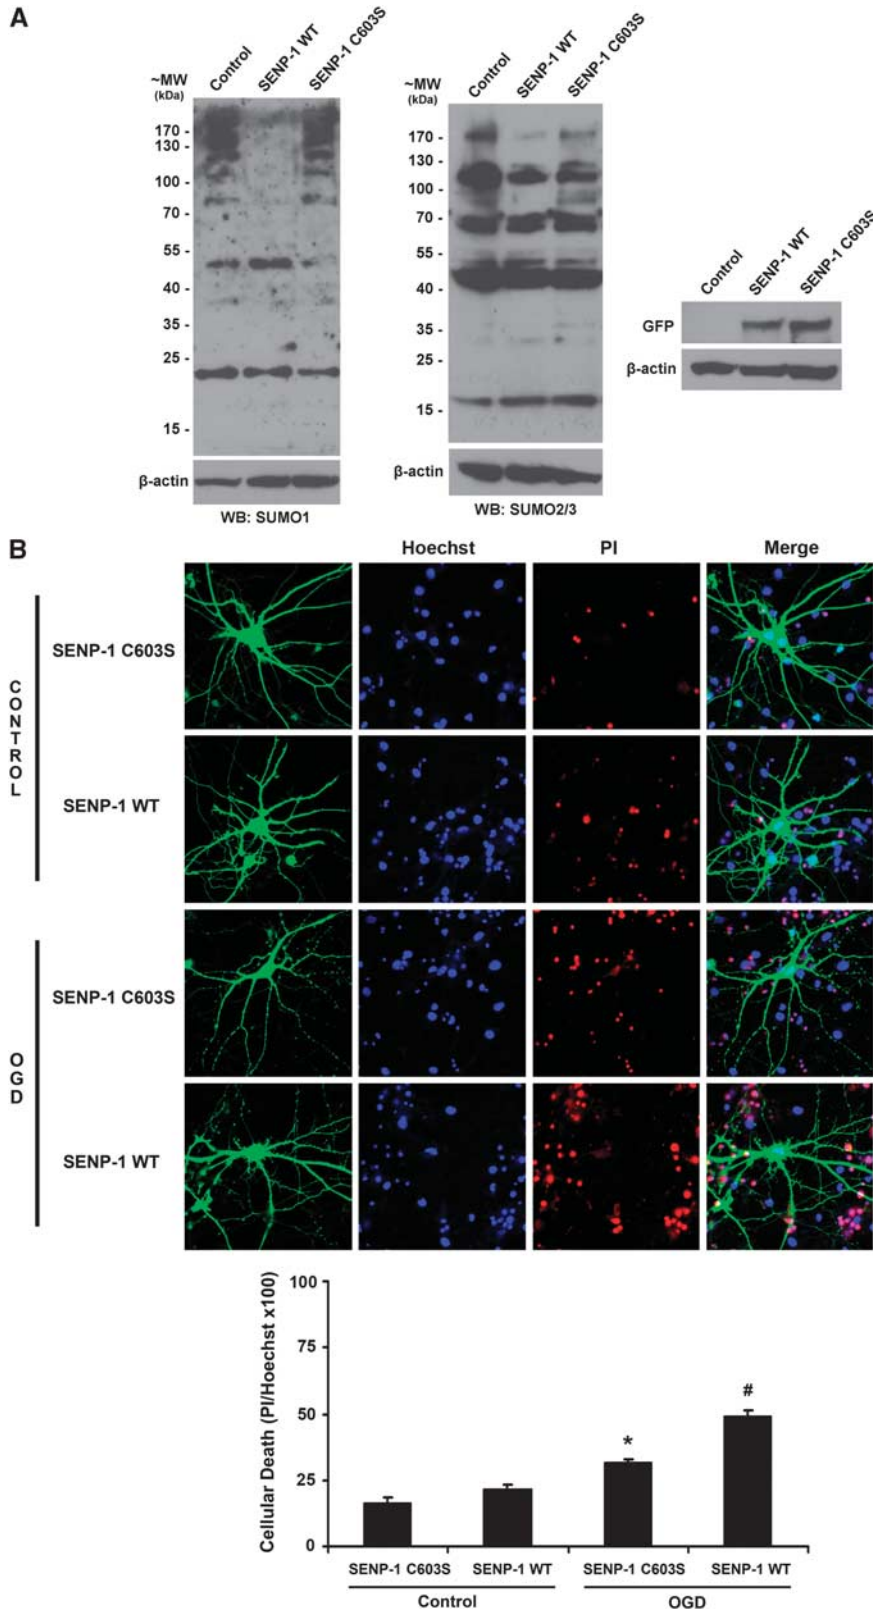 A
~MW
(kDa)
Control
SENP-1 WT
SENP-1 C603S
170 -
130 -
100 -
70 -
55 -
40 -
35 -
25 -
15 -
β-actin
WB: SUMO1
~MW
(kDa)
Control
SENP-1 WT
SENP-1 C603S
170 -
130 -
100 -
70 -
55 -
40 -
35 -
25 -
15 -
β-actin
WB: SUMO2/3
Control
SENP-1 WT
SENP-1 C603S
GFP
β-actin
B
Hoechst
PI
Merge
CONTROL
SENP-1 C603S
SENP-1 WT
OGD
SENP-1 C603S
SENP-1 WT
Cellular Death (PI/Hoechst x100)
100
75
50
25
0
*
#
SENP-1 C603S
SENP-1 WT
SENP-1 C603S
SENP-1 WT
Control
OGD